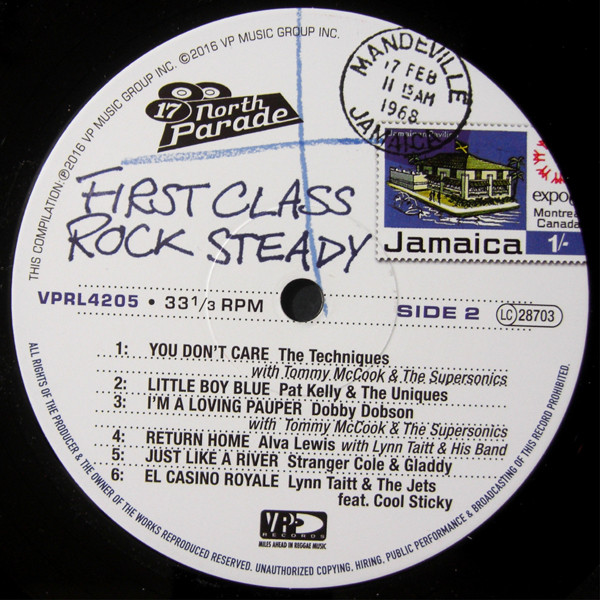 THIS COMPILATION: ℗2016 VP MUSIC GROUP INC. ©2016 VP MUSIC GROUP INC.
17 North
Parade
MANDEVILLE
17 FEB
11 15 AM
1968
JAMAICA
Jamaican Pavilion
expo
Montrea
Canada
Jamaica
1/-
FIRST CLASS
ROCK STEADY
VPRL4205 • 33 1/3 RPM
SIDE 2
LC 28703
1: YOU DON'T CARE The Techniques
with Tommy McCook & The Supersonics
2: LITTLE BOY BLUE Pat Kelly & The Uniques
3: I'M A LOVING PAUPER Dobby Dobson
with Tommy McCook & The Supersonics
4: RETURN HOME Alva Lewis with Lynn Taitt & His Band
5: JUST LIKE A RIVER Stranger Cole & Gladdy
6: EL CASINO ROYALE Lynn Taitt & The Jets
feat. Cool Sticky
VP
RECORDS
MILES AHEAD IN REGGAE MUSIC
ALL RIGHTS OF THE PRODUCER & THE OWNER OF THE WORKS REPRODUCED RESERVED. UNAUTHORIZED COPYING, HIRING, PUBLIC PERFORMANCE & BROADCASTING OF THIS RECORD PROHIBITED.